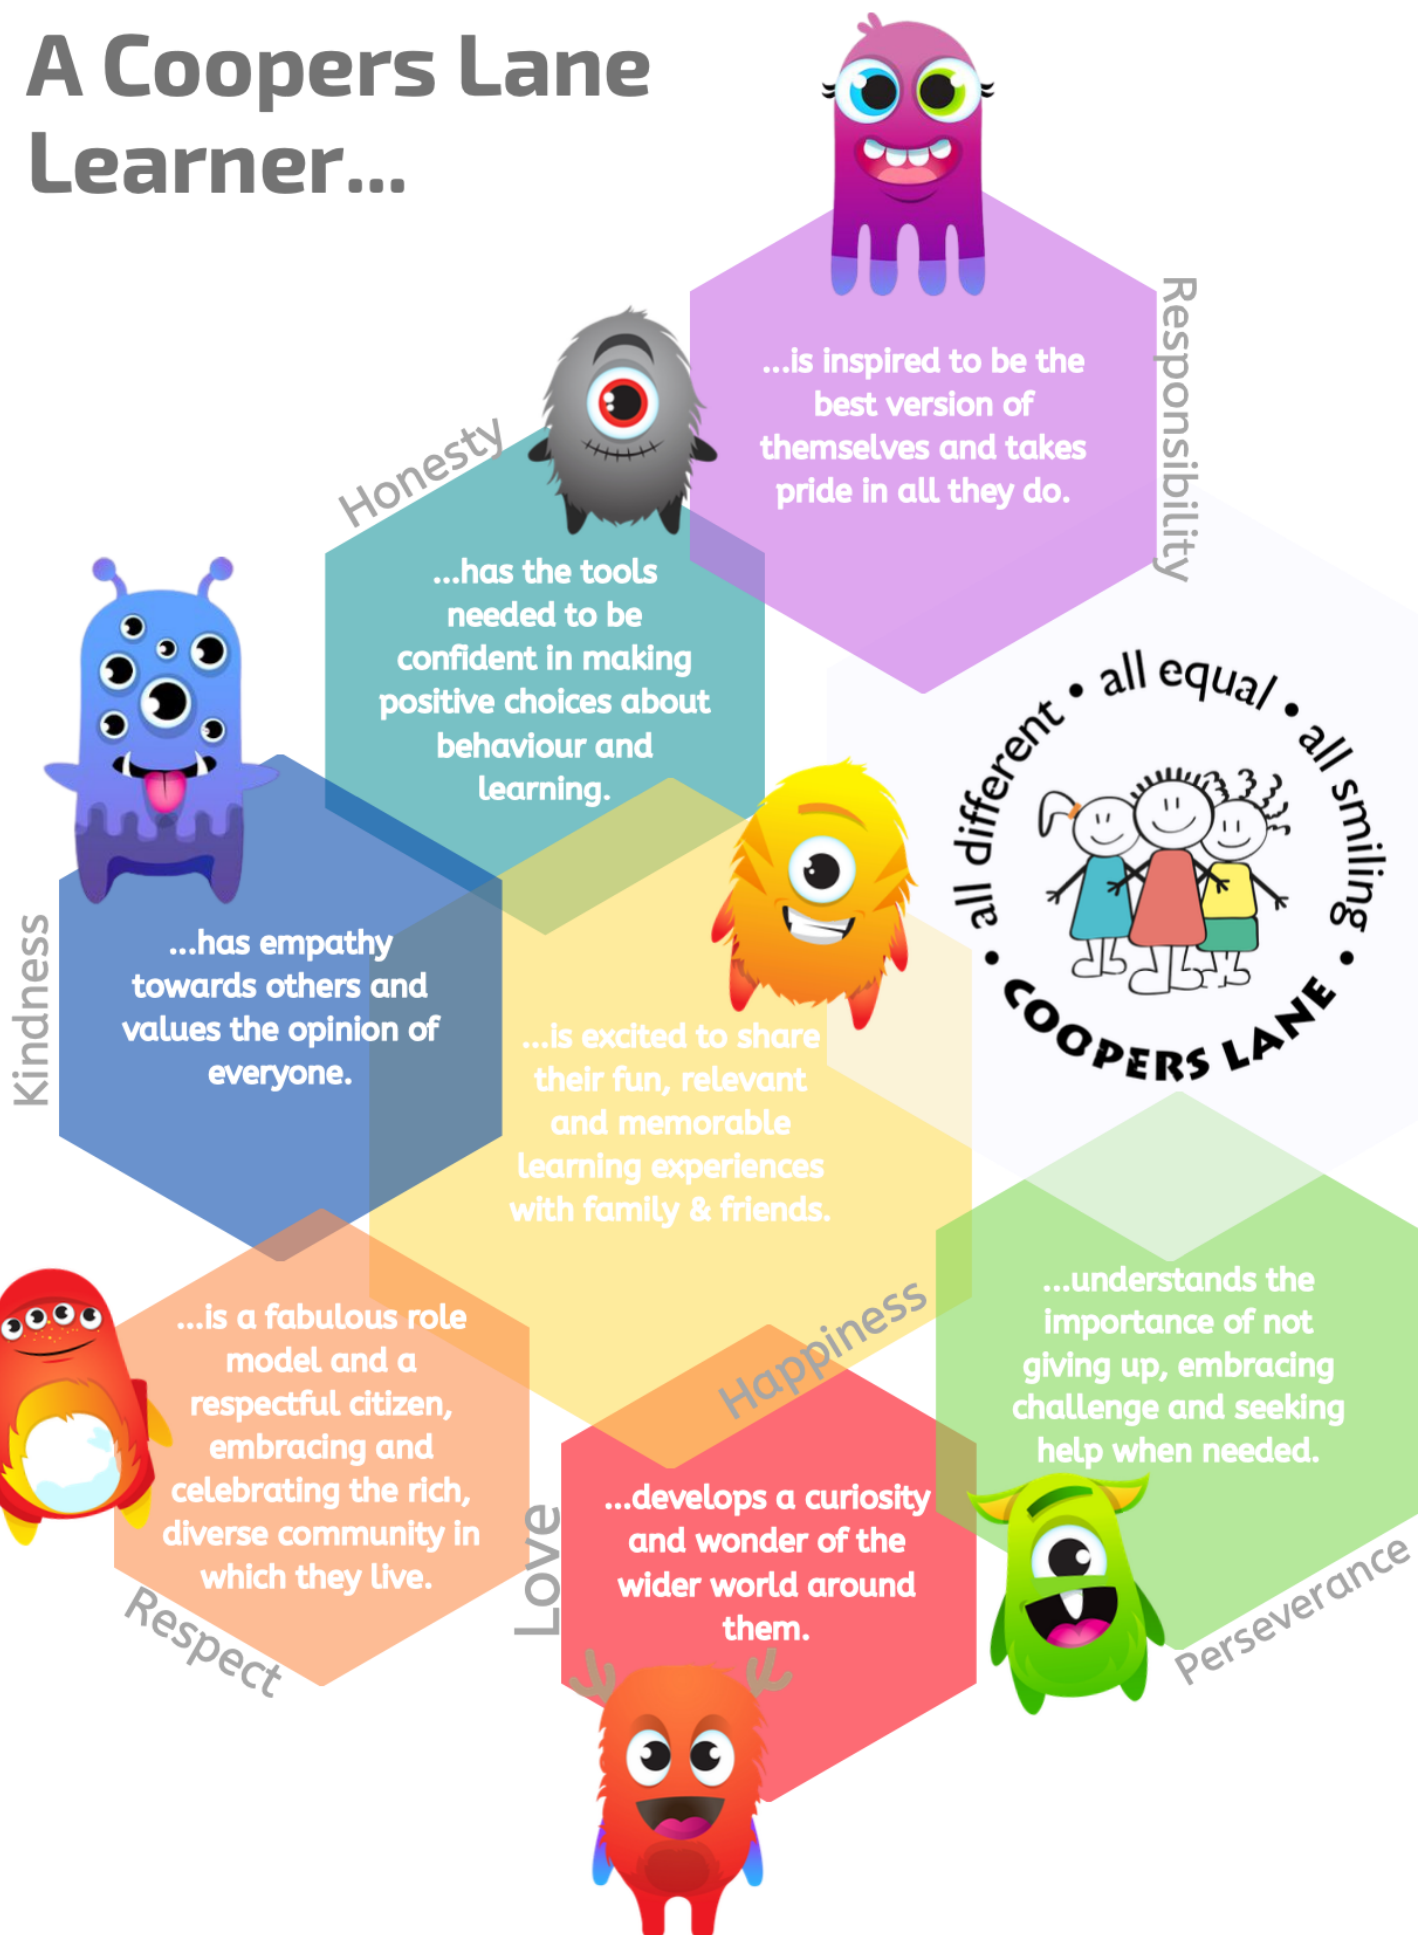 A Coopers Lane
Learner...
Responsibility
...is inspired to be the
best version of
themselves and takes
pride in all they do.
Honesty
...has the tools
needed to be
confident in making
positive choices about
behaviour and
learning.
• all different • all equal • all smiling •
COOPERS LANE
Kindness
...has empathy
towards others and
values the opinion of
everyone.
...is excited to share
their fun, relevant
and memorable
learning experiences
with family & friends.
Happiness
...understands the
importance of not
giving up, embracing
challenge and seeking
help when needed.
Perseverance
...is a fabulous role
model and a
respectful citizen,
embracing and
celebrating the rich,
diverse community in
which they live.
Respect
Love
...develops a curiosity
and wonder of the
wider world around
them.